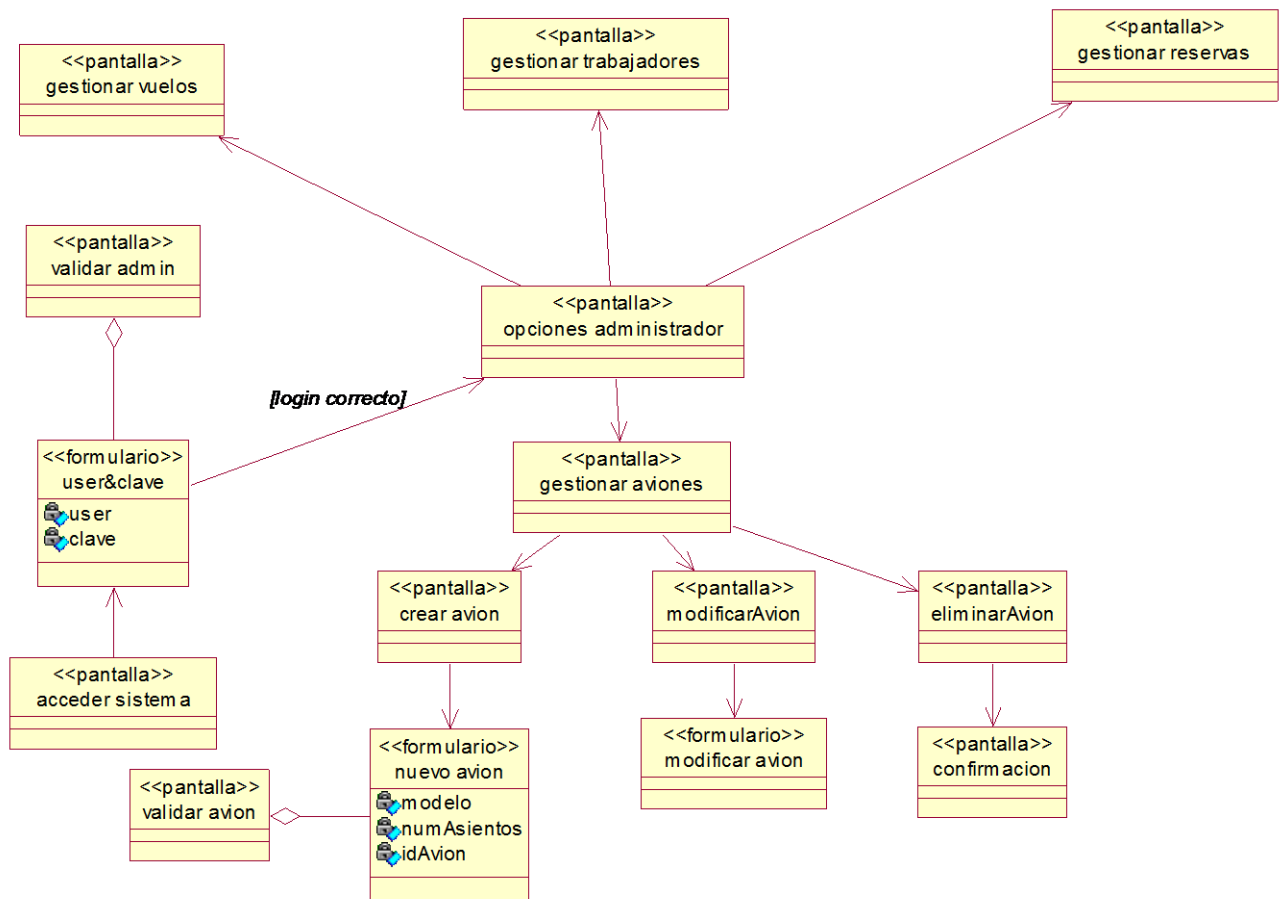 <<pantalla>>
gestionar vuelos
<<pantalla>>
gestionar trabajadores
<<pantalla>>
gestionar reservas
<<pantalla>>
validar admin
<<pantalla>>
opciones administrador
[login correcto]
<<formulario>>
user&clave
user
clave
<<pantalla>>
gestionar aviones
<<pantalla>>
crear avion
<<pantalla>>
modificarAvion
<<pantalla>>
eliminarAvion
<<pantalla>>
acceder sistema
<<formulario>>
nuevo avion
modelo
numAsientos
idAvion
<<formulario>>
modificar avion
<<pantalla>>
confirmacion
<<pantalla>>
validar avion